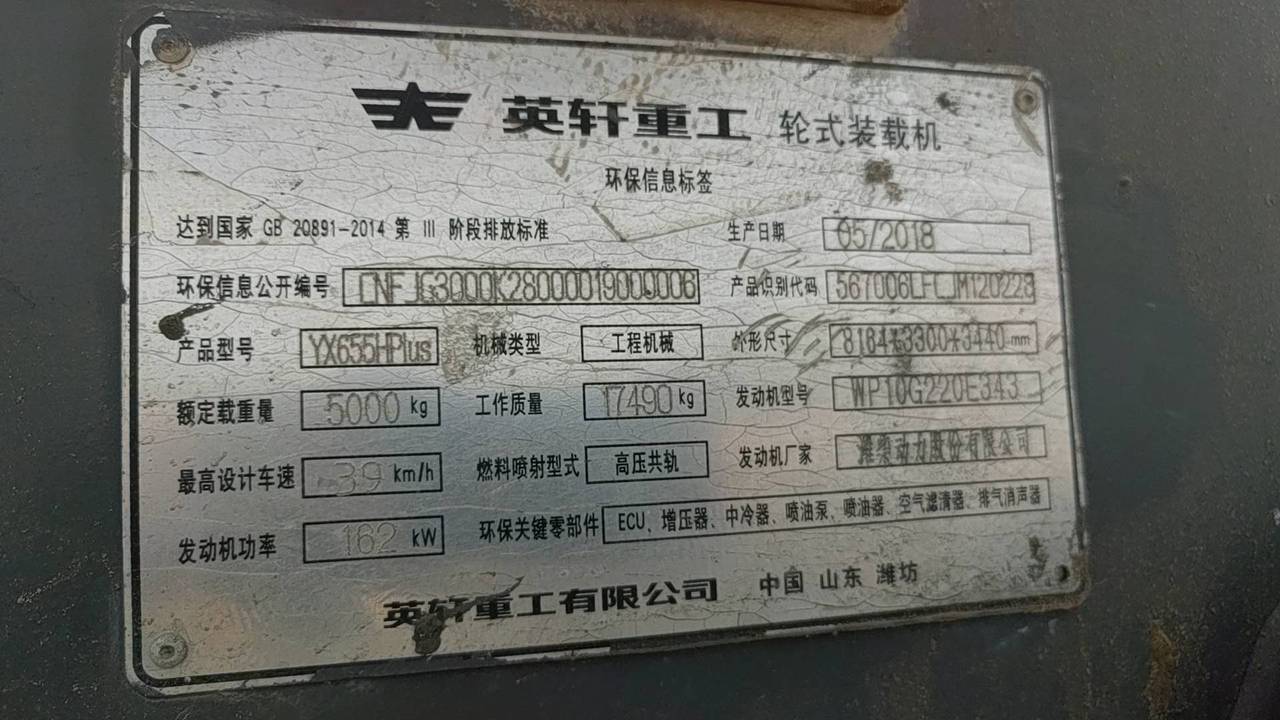 英轩重工 轮式装载机
环保信息标签
达到国家 GB 20891-2014 第 III 阶段排放标准 生产日期 05/2018
环保信息公开编号 CNFJG3000K28000019000006 产品识别代码 567006LFCJM120228
产品型号 YX655HPlus 机械类型 工程机械 外形尺寸 8164*3300*3440 mm
额定载重量 5000 kg 工作质量 17490 kg 发动机型号 WP10G220E343
最高设计车速 39 km/h 燃料喷射型式 高压共轨 发动机厂家 潍柴动力股份有限公司
发动机功率 162 kW 环保关键零部件 ECU、增压器、中冷器、喷油泵、喷油器、空气滤清器、排气消声器
英轩重工有限公司 中国 山东 潍坊